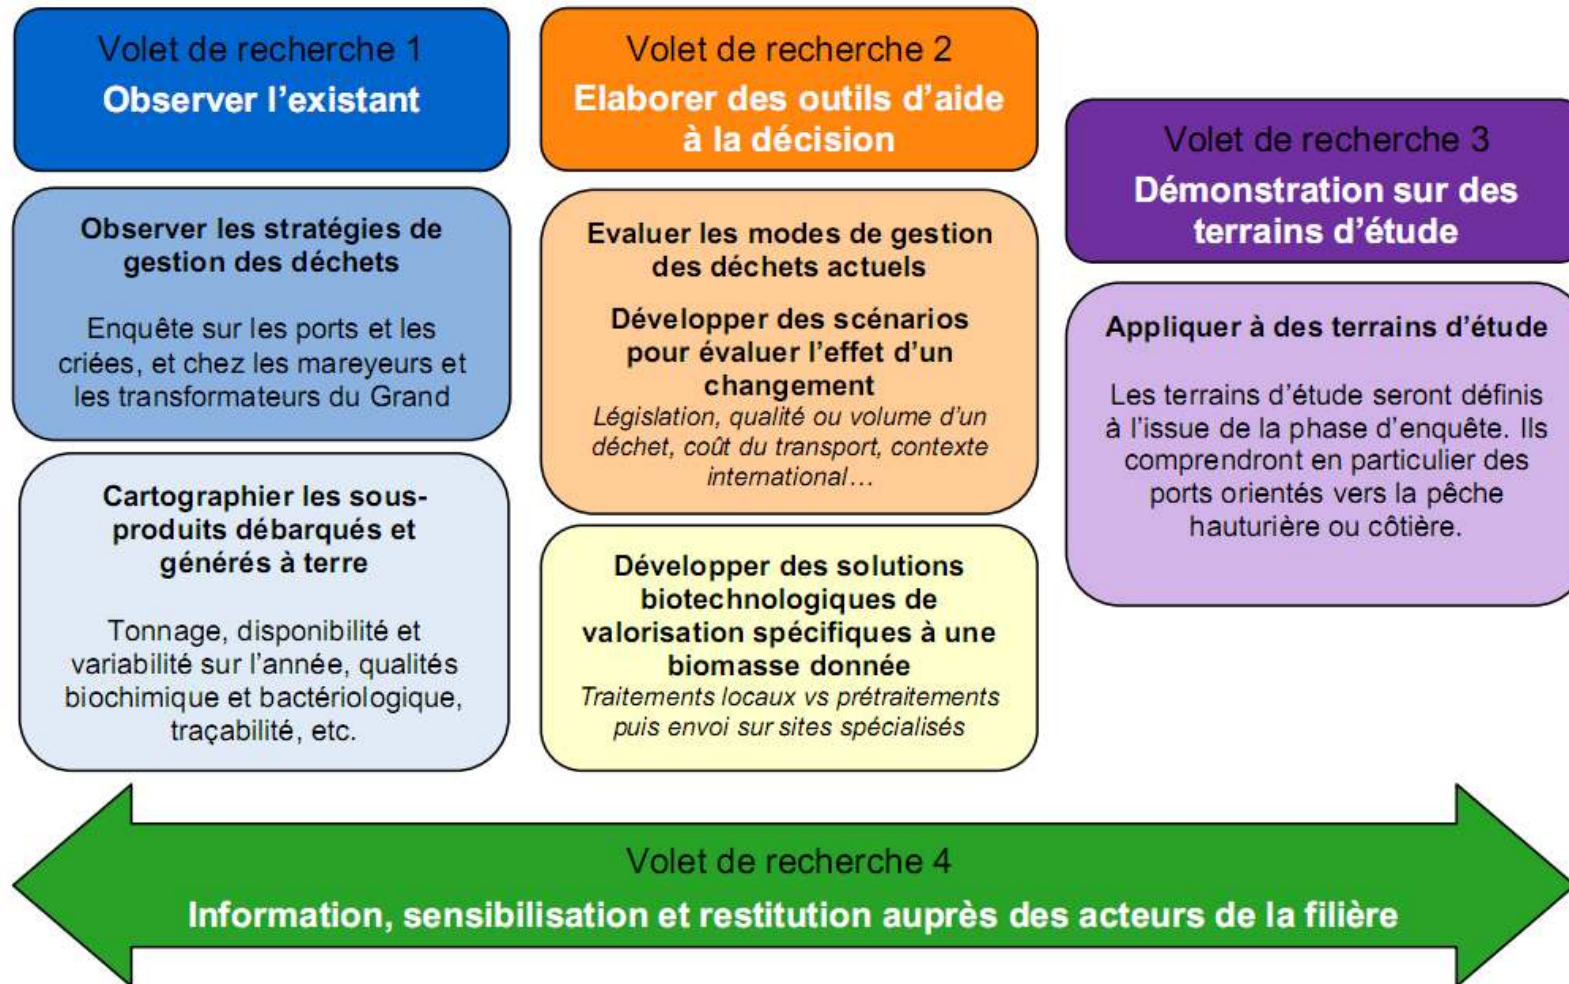 Volet de recherche 1
Observer l'existant
Observer les stratégies de
gestion des déchets
Enquête sur les ports et les
criées, et chez les mareyeurs et
les transformateurs du Grand
Cartographier les sous-
produits débarqués et
générés à terre
Tonnage, disponibilité et
variabilité sur l'année, qualités
biochimique et bactériologique,
traçabilité, etc.
Volet de recherche 2
Elaborer des outils d'aide
à la décision
Evaluer les modes de gestion
des déchets actuels
Développer des scénarios
pour évaluer l'effet d'un
changement
Législation, qualité ou volume d'un
déchet, coût du transport, contexte
international…
Développer des solutions
biotechnologiques de
valorisation spécifiques à une
biomasse donnée
Traitements locaux vs prétraitements
puis envoi sur sites spécialisés
Volet de recherche 3
Démonstration sur des
terrains d'étude
Appliquer à des terrains d'étude
Les terrains d'étude seront définis
à l'issue de la phase d'enquête. Ils
comprendront en particulier des
ports orientés vers la pêche
hauturière ou côtière.
Volet de recherche 4
Information, sensibilisation et restitution auprès des acteurs de la filière